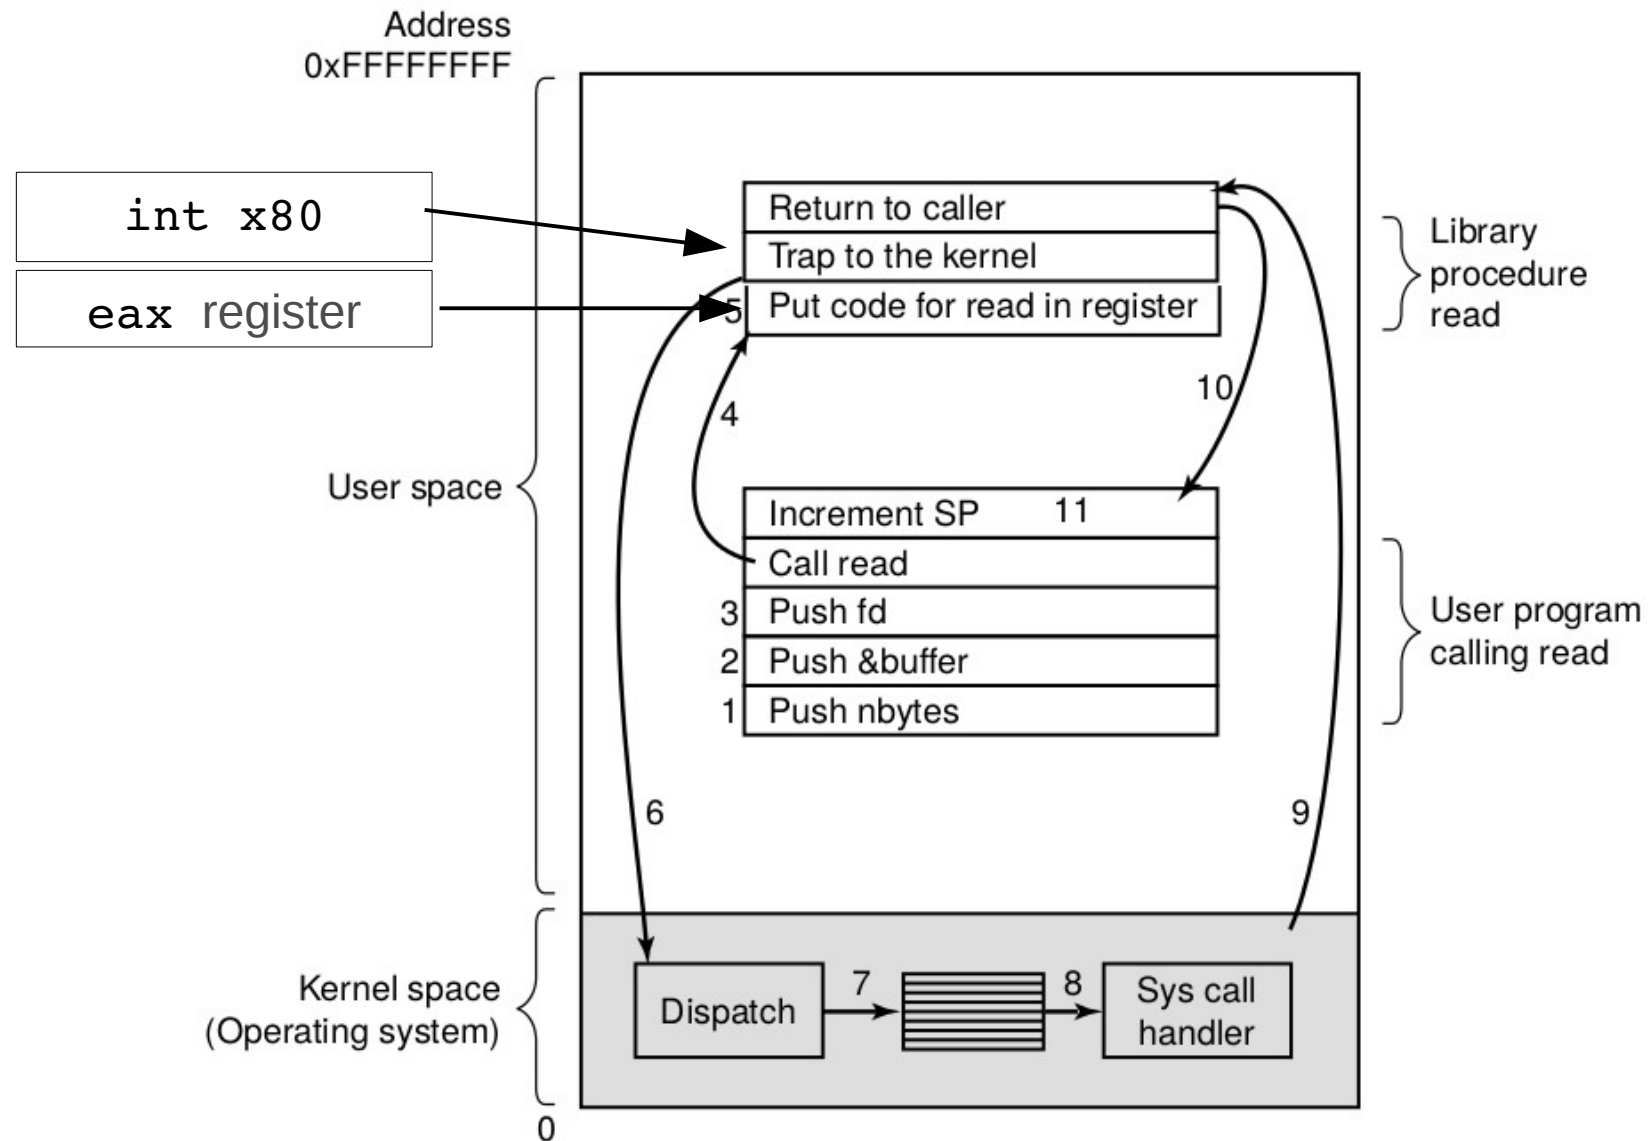 Address
0xFFFFFFFF
int x80
eax register
Return to caller
Trap to the kernel
5 Put code for read in register
Library
procedure
read
4
10
User space
Increment SP 11
Call read
3 Push fd
2 Push &buffer
1 Push nbytes
User program
calling read
6
9
Kernel space
(Operating system)
Dispatch
7
8
Sys call
handler
0